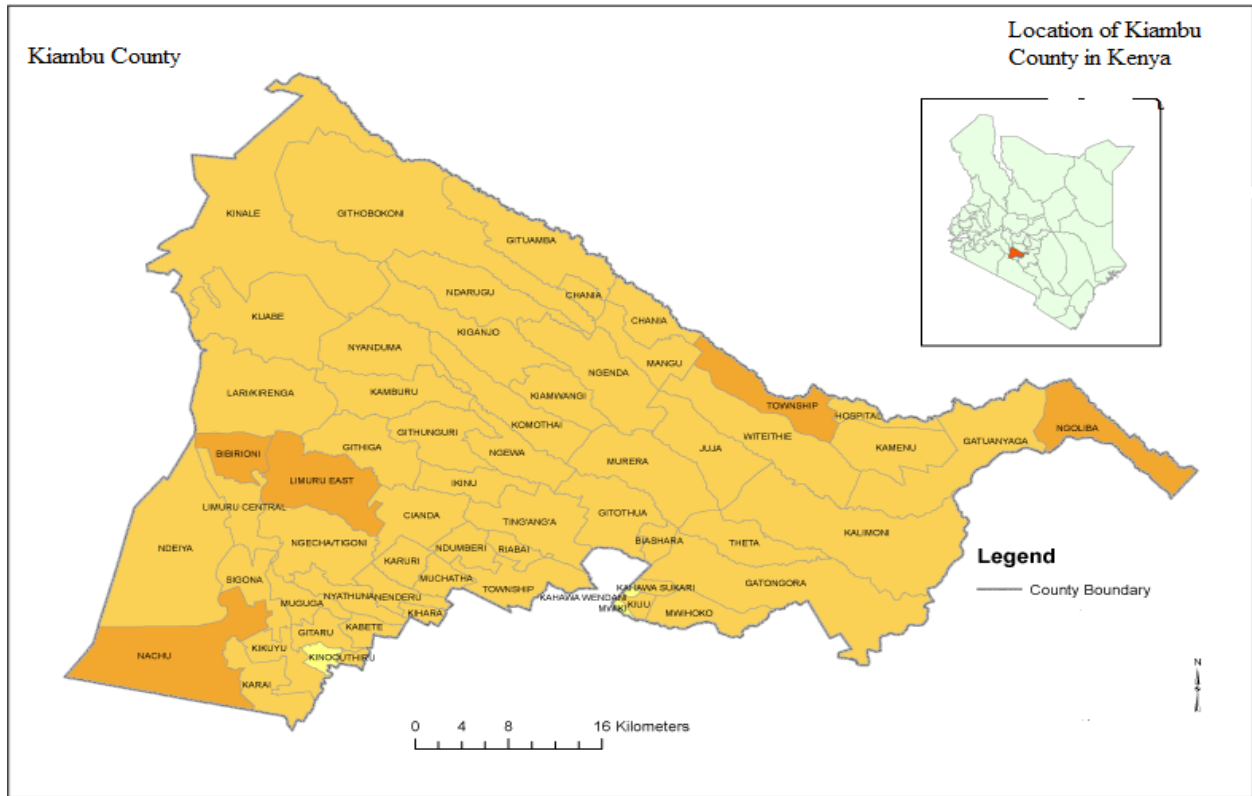 Kiambu County
Location of Kiambu
County in Kenya
KINALE
GITHOBOKONI
GITUAMBA
NDARUGU
CHANIA
KIJABE
KIGANJO
CHANIA
NYANDUMA
MANGU
NGENDA
LARI/KIRENGA
KAMBURU
KIAMWANGI
TOWNSHIP
HOSPITAL
KOMOTHAI
GITHUNGURI
WITEITHIE
NGOLIBA
GITHIGA
GATUANYAGA
KAMENU
JUJA
BIBIRIONI
NGEWA
MURERA
LIMURU EAST
IKINU
LIMURU CENTRAL
GITOTHUA
CIANDA
TING'ANG'A
KALIMONI
BIASHARA
THETA
NDEIYA
NGECHA/TIGONI
NDUMBERI
RIABAI
KARURI
Legend
SIGONA
MUCHATHA
GATONGORA
KAHAWA SUKARI
TOWNSHIP
County Boundary
NYATHUNA
NENDERU
KAHAWA WENDANI
MUGUGA
KIUU
KIHARA
MWIHOKO
KABETE
GITARU
KIKUYU
NACHU
KINOO
UTHIRU
KARAI
N
0 4 8 16 Kilometers